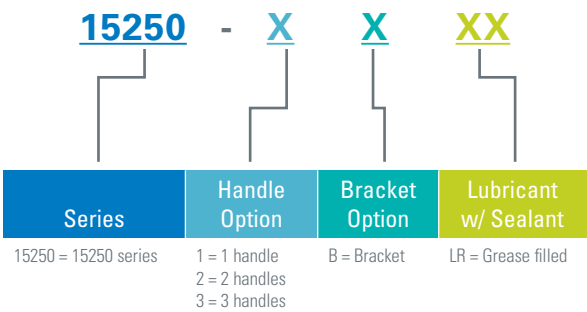 15250 - X X XX
Series
Handle Option
Bracket Option
Lubricant w/ Sealant
15250 = 15250 series
1 = 1 handle
2 = 2 handles
3 = 3 handles
B = Bracket
LR = Grease filled